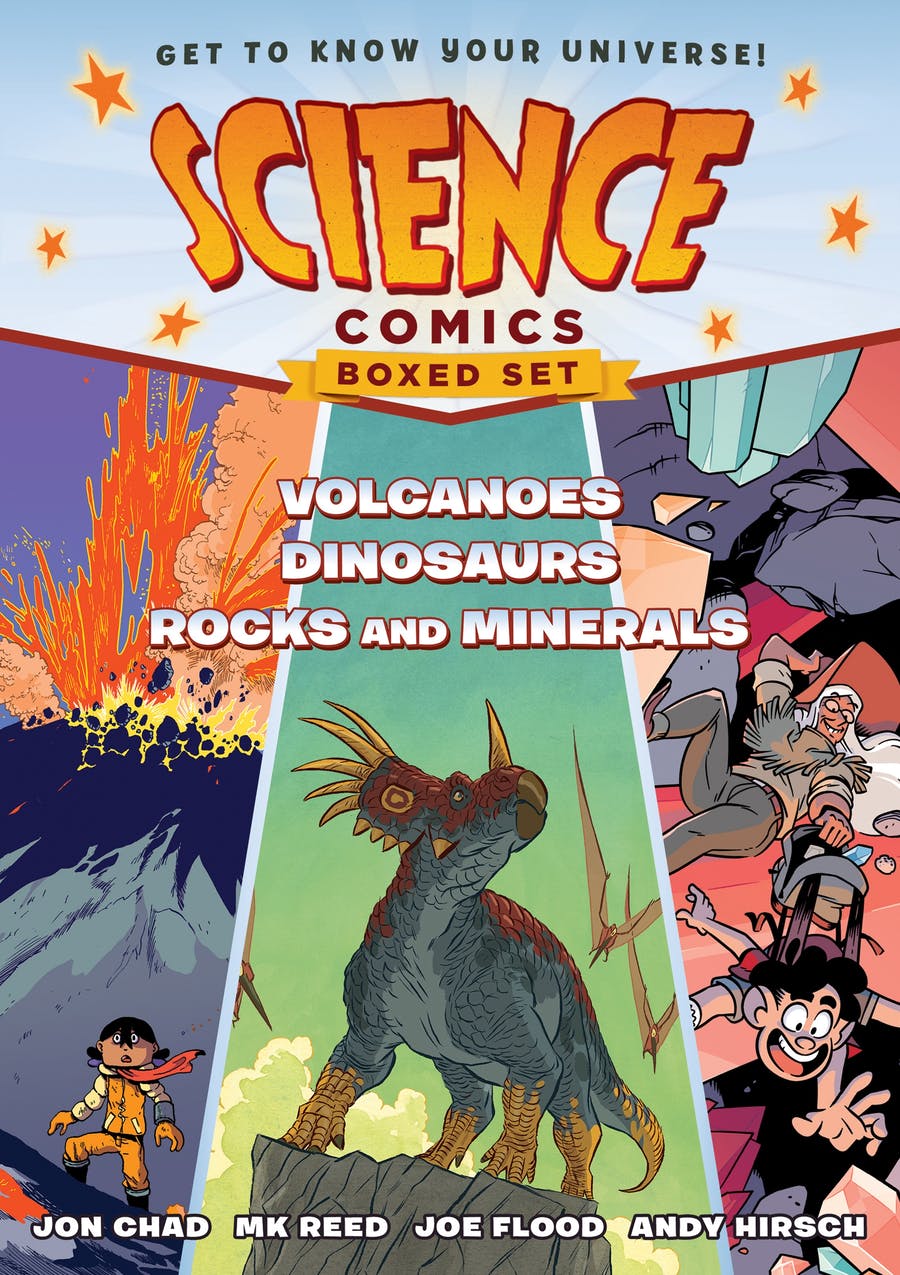 GET TO KNOW YOUR UNIVERSE!
SCIENCE
COMICS
BOXED SET
VOLCANOES
DINOSAURS
ROCKS AND MINERALS
JON CHAD MK REED JOE FLOOD ANDY HIRSCH